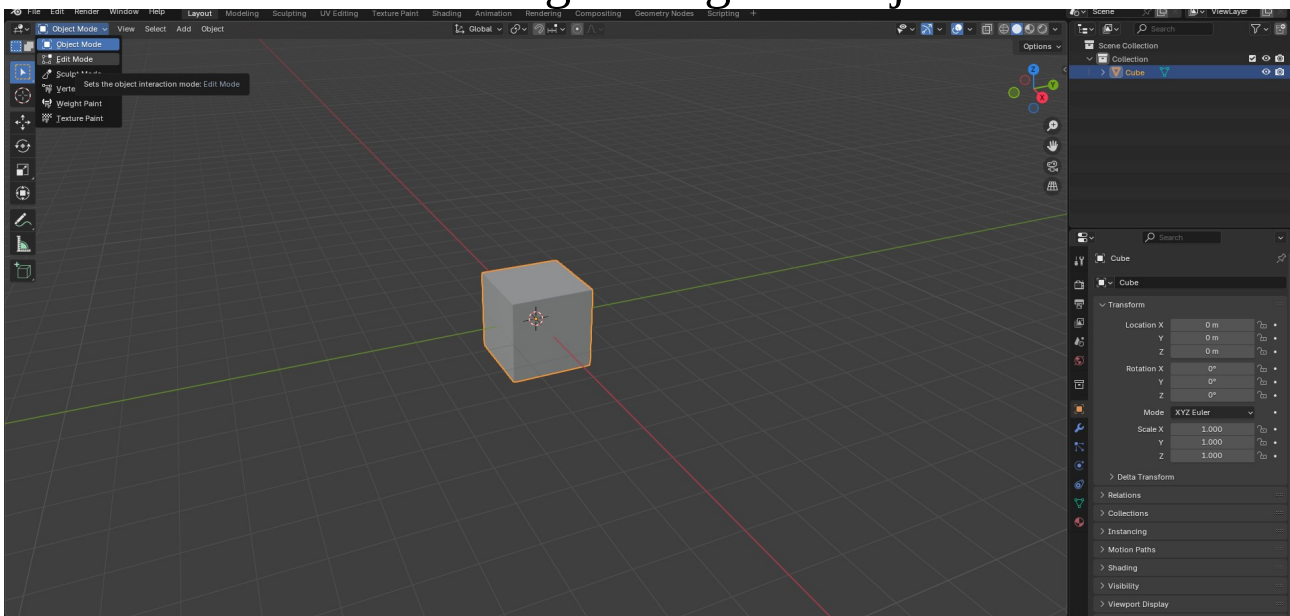 File Edit Render Window Help Layout Modeling Sculpting UV Editing Texture Paint Shading Animation Rendering Compositing Geometry Nodes Scripting + Scene ViewLayer
Object Mode View Select Add Object Global Search
Options
Object Mode
Edit Mode
Sculpt Mode
Sets the object interaction mode: Edit Mode
Weight Paint
Texture Paint
Z
Y
X
Scene Collection
Collection
Cube
Search
Cube
Cube
Transform
Location X 0 m
Y 0 m
Z 0 m
Rotation X 0°
Y 0°
Z 0°
Mode XYZ Euler
Scale X 1.000
Y 1.000
Z 1.000
Delta Transform
Relations
Collections
Instancing
Motion Paths
Shading
Visibility
Viewport Display